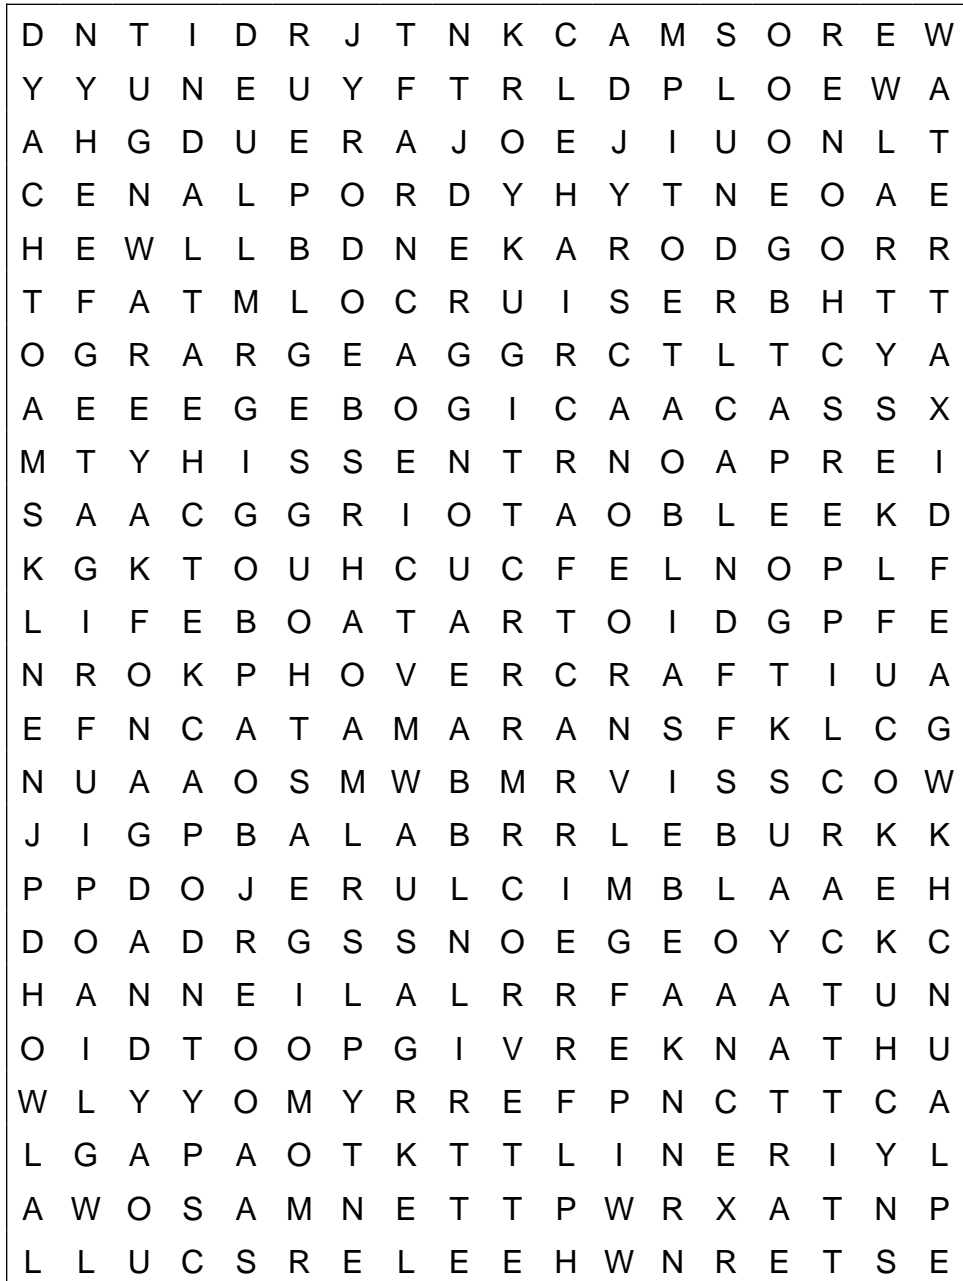 D N T I D R J T N K C A M S O R E W
Y Y U N E U Y F T R L D P L O E W A
A H G D U E R A J O E J I U O N L T
C E N A L P O R D Y H Y T N E O A E
H E W L L B D N E K A R O D G O R R
T F A T M L O C R U I S E R B H T T
O G R A R G E A G G R C T L T C Y A
A E E E G E B O G I C A A C A S S X
M T Y H I S S E N T R N O A P R E I
S A A C G G R I O T A O B L E E K D
K G K T O U H C U C F E L N O P L F
L I F E B O A T A R T O I D G P F E
N R O K P H O V E R C R A F T I U A
E F N C A T A M A R A N S F K L C G
N U A A O S M W B M R V I S S C O W
J I G P B A L A B R R L E B U R K K
P P D O J E R U L C I M B L A A E H
D O A D R G S S N O E G E O Y C K C
H A N N E I L A L R R F A A A T U N
O I D T O O P G I V R E K N A T H U
W L Y Y O M Y R R E F P N C T T C A
L G A P A O T K T T L I N E R I Y L
A W O S A M N E T T P W R X A T N P
L L U C S R E L E E H W N R E T S E